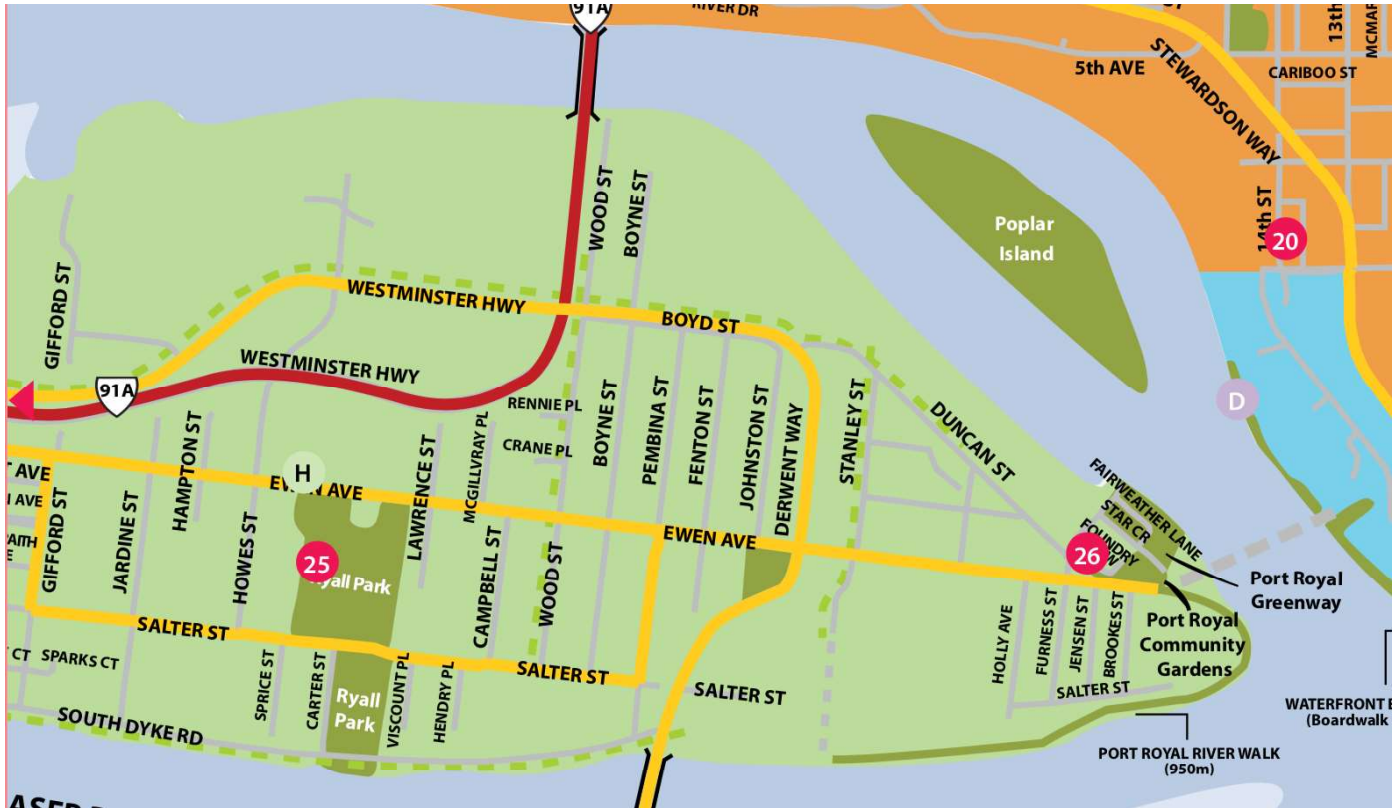 91A
RIVER DR
5th AVE
STEWARDSON WAY
13th
CARIBOO ST
14th ST
20
Poplar
Island
D
WOOD ST
BOYNE ST
GIFFORD ST
WESTMINSTER HWY
BOYD ST
WESTMINSTER HWY
91A
RENNIE PL
CRANE PL
MCGILLVRAY PL
LAWRENCE ST
HAMPTON ST
BOYNE ST
PEMBINA ST
FENTON ST
JOHNSTON ST
DERWENT WAY
STANLEY ST
DUNCAN ST
FAIRWEATHER LANE
STAR CR
FOUNDRY
26
H
EWEN AVE
EWEN AVE
AVE
AVE
GIFFORD ST
JARDINE ST
HOWES ST
25
Ryall Park
CAMPBELL ST
WOOD ST
Port Royal
Greenway
Port Royal
Community
Gardens
HOLLY AVE
FURNESS ST
JENSEN ST
BROOKES ST
SALTER ST
SALTER ST
SALTER ST
SALTER ST
CT
SPARKS CT
SPRICE ST
CARTER ST
Ryall
Park
VISCOUNT PL
HENDRY PL
SOUTH DYKE RD
PORT ROYAL RIVER WALK
(950m)
WATERFRONT
(Boardwalk